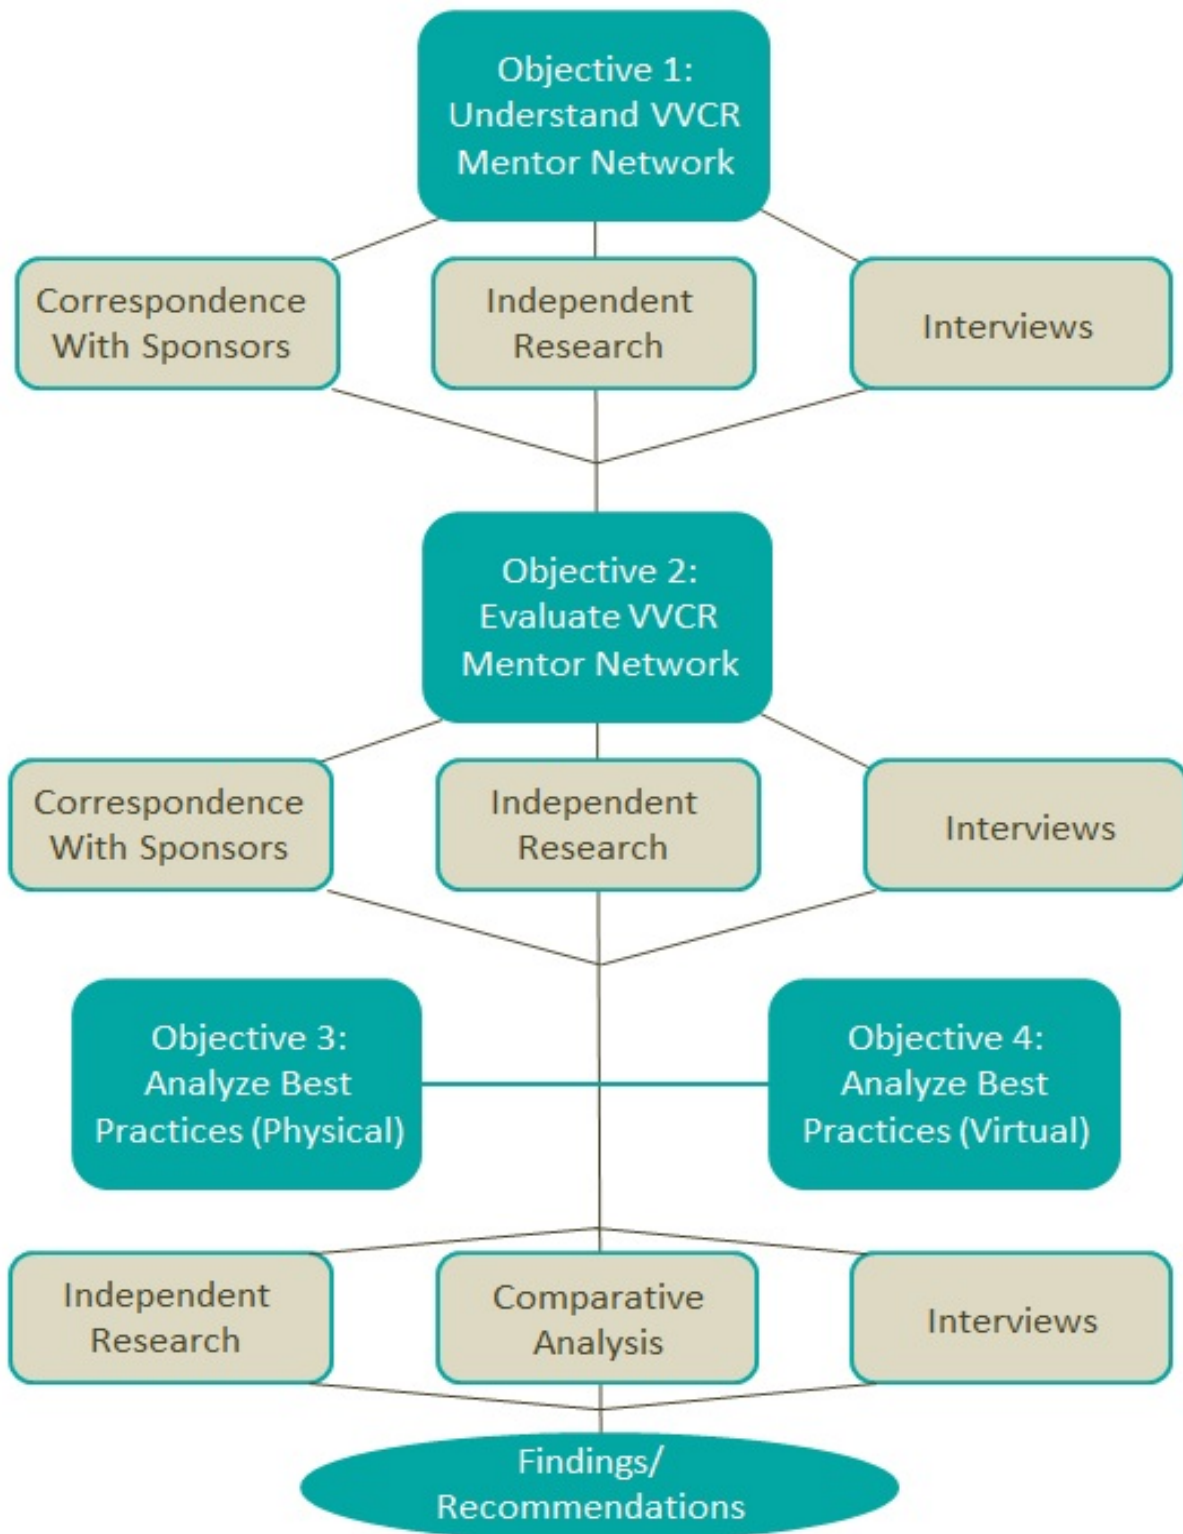 Objective 1:
Understand VVCR
Mentor Network
Correspondence
With Sponsors
Independent
Research
Interviews
Objective 2:
Evaluate VVCR
Mentor Network
Correspondence
With Sponsors
Independent
Research
Interviews
Objective 3:
Analyze Best
Practices (Physical)
Objective 4:
Analyze Best
Practices (Virtual)
Independent
Research
Comparative
Analysis
Interviews
Findings/
Recommendations